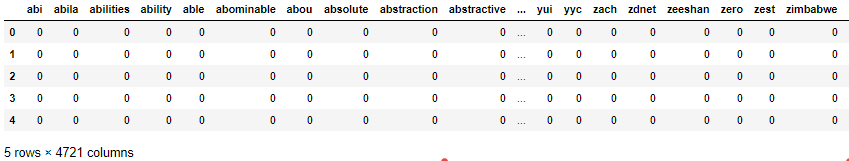 abi abila abilities ability able abominable abou absolute abstraction abstractive ... yui yyc zach zdnet zeeshan zero zest zimbabwe
0 0 0 0 0 0 0 0 0 0 0 ... 0 0 0 0 0 0 0 0
1 0 0 0 0 0 0 0 0 0 0 ... 0 0 0 0 0 0 0 0
2 0 0 0 0 0 0 0 0 0 0 ... 0 0 0 0 0 0 0 0
3 0 0 0 0 0 0 0 0 0 0 ... 0 0 0 0 0 0 0 0
4 0 0 0 0 0 0 0 0 0 0 ... 0 0 0 0 0 0 0 0
5 rows × 4721 columns